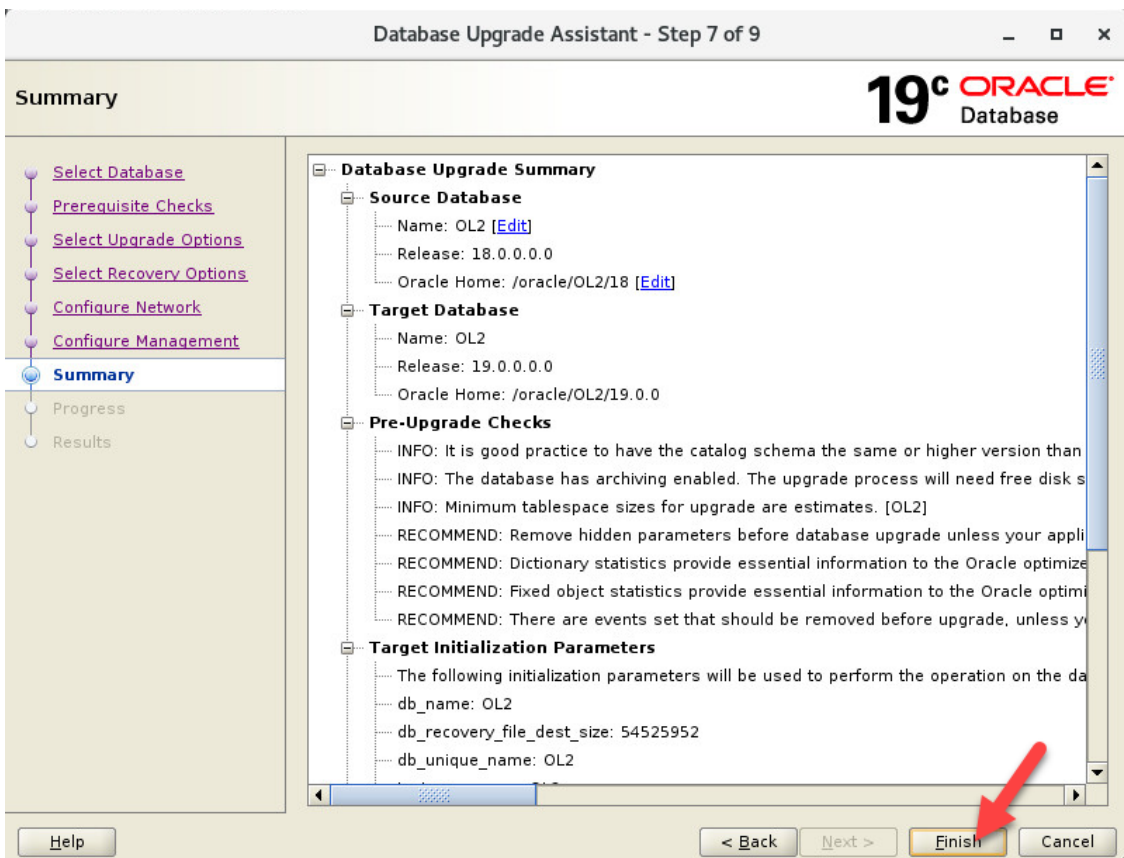 Database Upgrade Assistant - Step 7 of 9
Summary
19c ORACLE
Database
Select Database
Prerequisite Checks
Select Upgrade Options
Select Recovery Options
Configure Network
Configure Management
Summary
Progress
Results
Database Upgrade Summary
Source Database
Name: OL2 [Edit]
Release: 18.0.0.0.0
Oracle Home: /oracle/OL2/18 [Edit]
Target Database
Name: OL2
Release: 19.0.0.0.0
Oracle Home: /oracle/OL2/19.0.0
Pre-Upgrade Checks
INFO: It is good practice to have the catalog schema the same or higher version than
INFO: The database has archiving enabled. The upgrade process will need free disk s
INFO: Minimum tablespace sizes for upgrade are estimates. [OL2]
RECOMMEND: Remove hidden parameters before database upgrade unless your appli
RECOMMEND: Dictionary statistics provide essential information to the Oracle optimize
RECOMMEND: Fixed object statistics provide essential information to the Oracle optimi
RECOMMEND: There are events set that should be removed before upgrade, unless y
Target Initialization Parameters
The following initialization parameters will be used to perform the operation on the da
db_name: OL2
db_recovery_file_dest_size: 54525952
db_unique_name: OL2
Help
< Back
Next >
Finish
Cancel